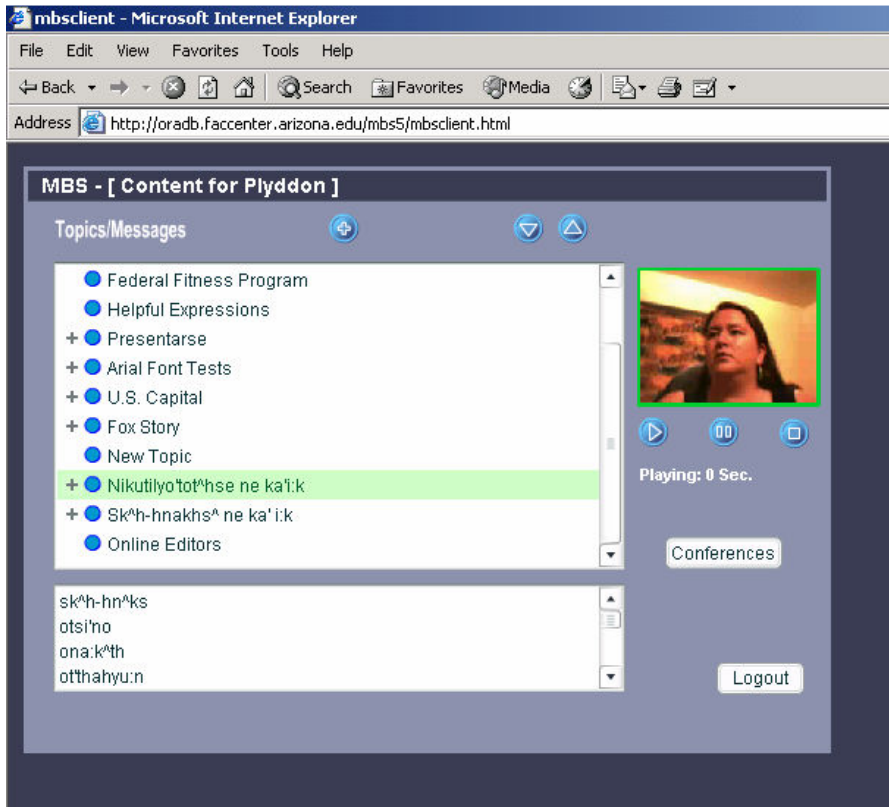 mbsclient - Microsoft Internet Explorer
File Edit View Favorites Tools Help
Back Search Favorites Media
Address http://oradb.faccenter.arizona.edu/mbs5/mbsclient.html
MBS - [ Content for Plyddon ]
Topics/Messages
Federal Fitness Program
Helpful Expressions
Presentarse
Arial Font Tests
U.S. Capital
Fox Story
New Topic
Nikutilyo'tot^hse ne ka'i:k
Sk^h-hnakhs^ ne ka' i:k
Online Editors
Playing: 0 Sec.
Conferences
sk^h-hn^ks
otsi'no
ona:k^th
ot'thahyu:n
Logout